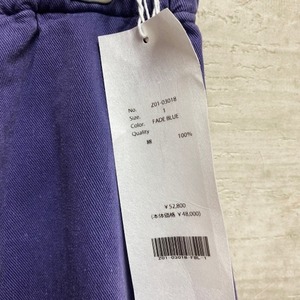 No. Z01-03018
Size. 1
Color. FADE BLUE
Quality
綿 100%
¥52,800
(本体価格 ¥48,000)
Z01-03018-FBL-1